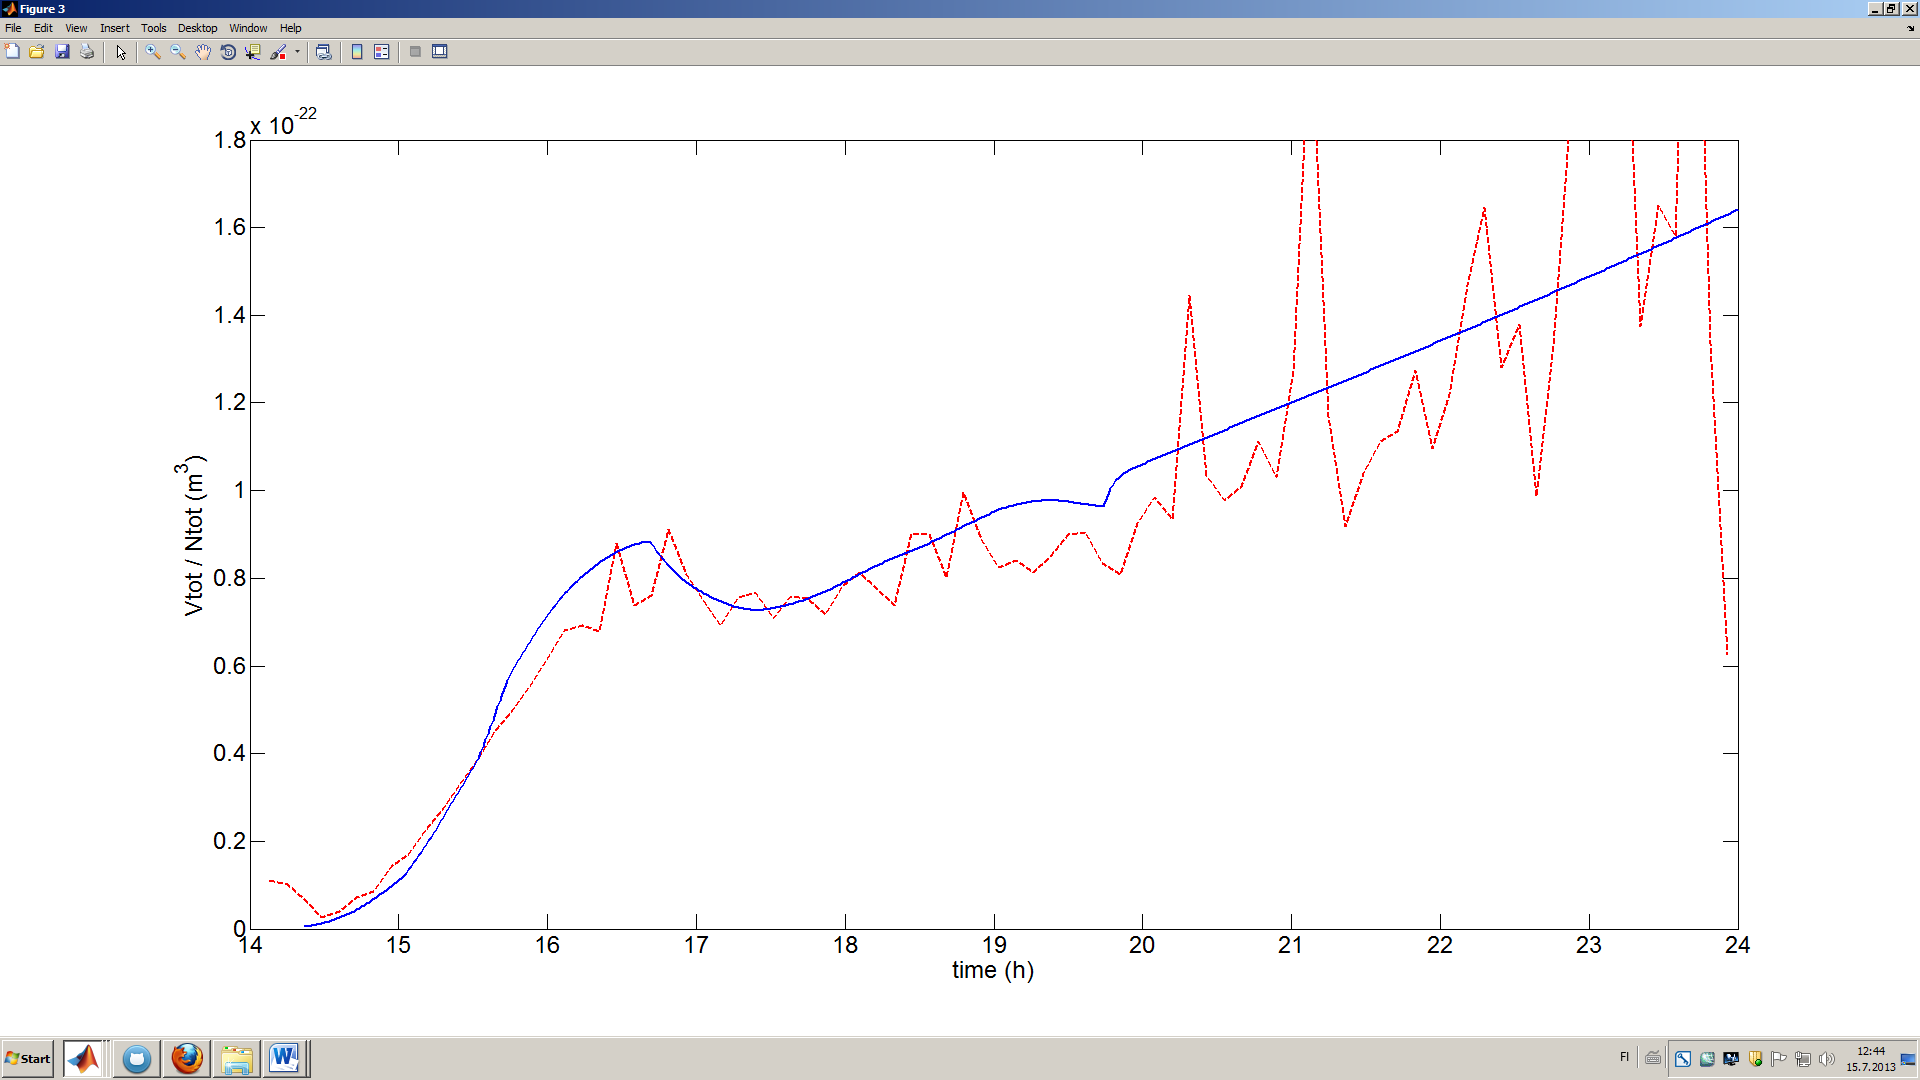 Figure 3
File Edit View Insert Tools Desktop Window Help
x 10-22
1.8
1.6
1.4
1.2
1
0.8
0.6
0.4
0.2
0
Vtot / Ntot (m3)
14 15 16 17 18 19 20 21 22 23 24
time (h)
Start
FI
12:44
15.7.2013